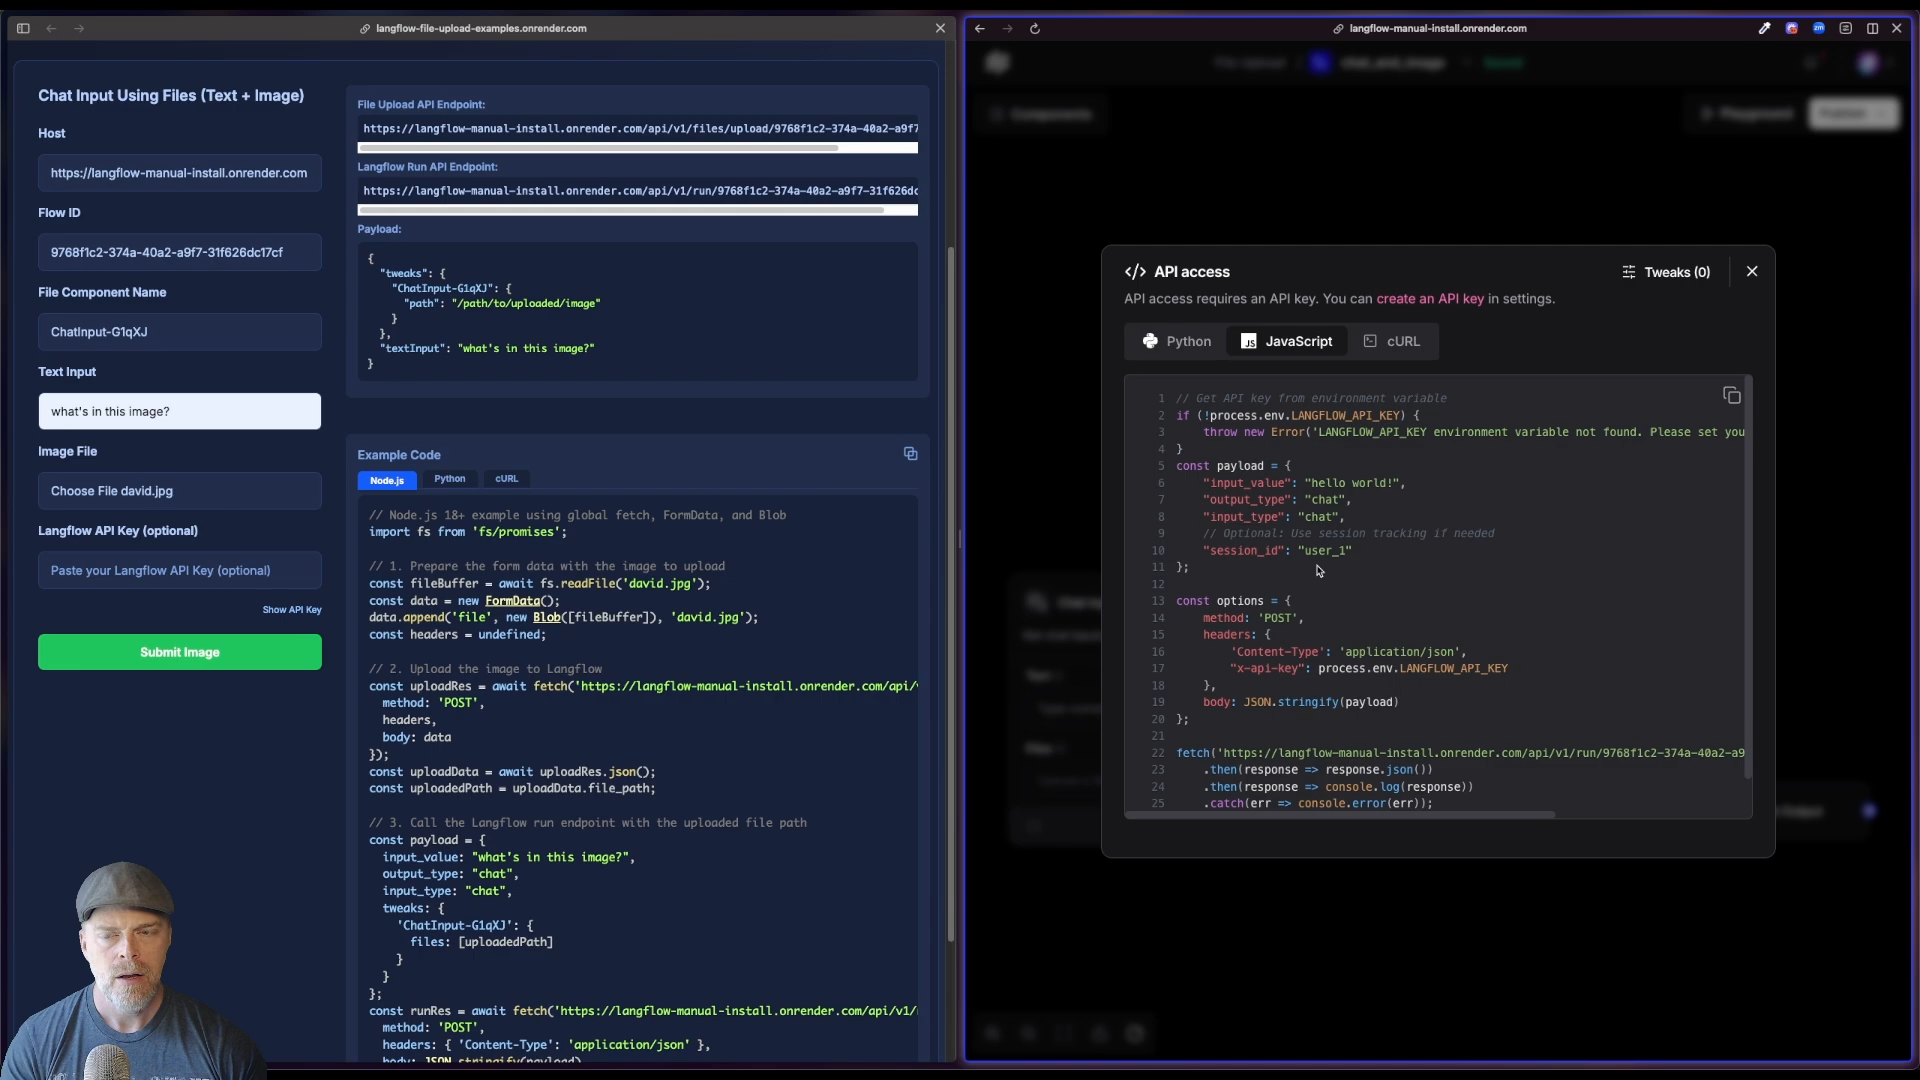 langflow-file-upload-examples.onrender.com
Chat Input Using Files (Text + Image)
Host
https://langflow-manual-install.onrender.com
Flow ID
9768f1c2-374a-40a2-a9f7-31f626dc17cf
File Component Name
ChatInput-G1qXJ
Text Input
what's in this image?
Image File
Choose File david.jpg
Langflow API Key (optional)
Paste your Langflow API Key (optional)
Show API Key
Submit Image
File Upload API Endpoint:
https://langflow-manual-install.onrender.com/api/v1/files/upload/9768f1c2-374a-40a2-a9f7
Langflow Run API Endpoint:
https://langflow-manual-install.onrender.com/api/v1/run/9768f1c2-374a-40a2-a9f7-31f626dc
Payload:
{
"tweaks": {
"ChatInput-G1qXJ": {
"path": "/path/to/uploaded/image"
}
},
"textInput": "what's in this image?"
}
Example Code
Node.js
Python
cURL
// Node.js 18+ example using global fetch, FormData, and Blob
import fs from 'fs/promises';
// 1. Prepare the form data with the image to upload
const fileBuffer = await fs.readFile('david.jpg');
const data = new FormData();
data.append('file', new Blob([fileBuffer]), 'david.jpg');
const headers = undefined;
// 2. Upload the image to Langflow
const uploadRes = await fetch('https://langflow-manual-install.onrender.com/api/
method: 'POST',
headers,
body: data
});
const uploadData = await uploadRes.json();
const uploadedPath = uploadData.file_path;
// 3. Call the Langflow run endpoint with the uploaded file path
const payload = {
input_value: "what's in this image?",
output_type: "chat",
input_type: "chat",
tweaks: {
'ChatInput-G1qXJ': {
files: [uploadedPath]
}
}
};
const runRes = await fetch('https://langflow-manual-install.onrender.com/api/v1/
method: 'POST',
headers: { 'Content-Type': 'application/json' },
body: JSON.stringify(payload)
langflow-manual-install.onrender.com
File Upload / chat_and_image Saved
Components
Playground
Publish
</> API access
Tweaks (0)
API access requires an API key. You can create an API key in settings.
Python
JavaScript
cURL
1 // Get API key from environment variable
2 if (!process.env.LANGFLOW_API_KEY) {
3 throw new Error('LANGFLOW_API_KEY environment variable not found. Please set you
4 }
5 const payload = {
6 "input_value": "hello world!",
7 "output_type": "chat",
8 "input_type": "chat",
9 // Optional: Use session tracking if needed
10 "session_id": "user_1"
11 };
12
13 const options = {
14 method: 'POST',
15 headers: {
16 'Content-Type': 'application/json',
17 "x-api-key": process.env.LANGFLOW_API_KEY
18 },
19 body: JSON.stringify(payload)
20 };
21
22 fetch('https://langflow-manual-install.onrender.com/api/v1/run/9768f1c2-374a-40a2-a9
23 .then(response => response.json())
24 .then(response => console.log(response))
25 .catch(err => console.error(err));